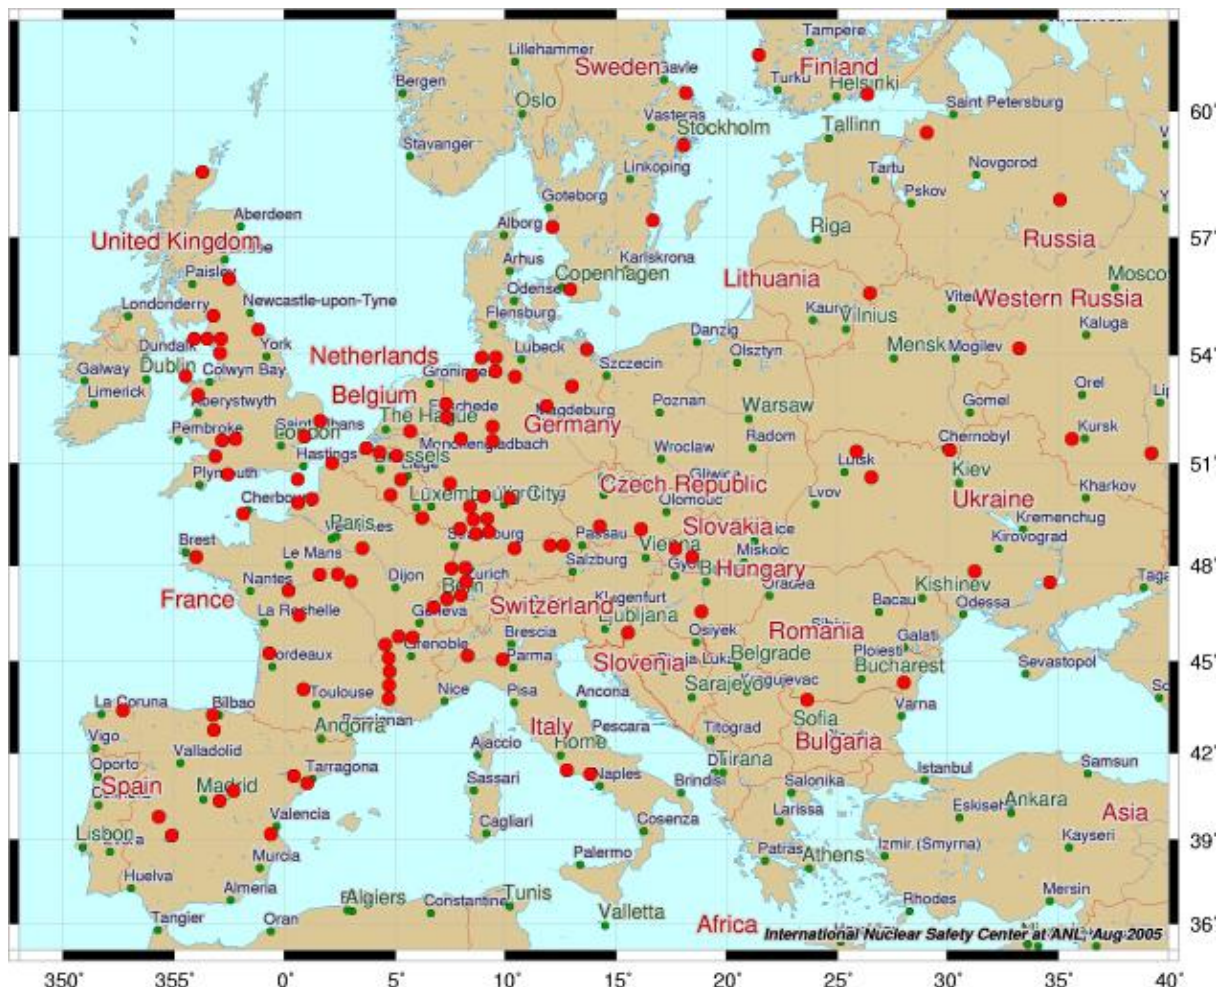 Tampere
Lillehammer
Sweden
Gavle
Finland
Bergen
Turku
Helsinki
Oslo
Saint Petersburg
60°
Vasteras
Stockholm
Tallinn
Stavanger
Linkoping
Tartu
Novgorod
Pskov
Goteborg
Aberdeen
Alborg
Riga
57°
United Kingdom
Russia
Arhus
Karlskrona
Paisley
Copenhagen
Lithuania
Mosco
Odense
Londonderry
Newcastle-upon-Tyne
Kaunas
Western Russia
Flensburg
Vilnius
Kaluga
Danzig
Dundalk
York
Netherlands
Lubeck
Mensk
Mogilev
54°
Dublin
Szczecin
Olsztyn
Galway
Colwyn Bay
Groningen
Limerick
Belgium
Orel
Aberystwyth
The Hague
Magdeburg
Poznan
Warsaw
Gomel
Pembroke
London
Germany
Radom
Chernobyl
Kursk
Monchengladbach
Wroclaw
Hastings
51°
Plymouth
Lutsk
Kiev
Gliwice
Czech Republic
Cherbourg
Luxembourg City
Olomouc
Lvov
Ukraine
Kharkov
Paris
Kremenchug
Slovakia
Brest
Le Mans
Passau
Vienna
Kirovograd
Miskolc
48°
Salzburg
Hungary
Nantes
Dijon
Zurich
Oradea
Kishinev
Bern
France
Klagenfurt
Bacau
Odessa
La Rochelle
Geneva
Switzerland
Ljubljana
Grenoble
Brescia
Osiyek
Romania
Galati
45°
Bordeaux
Parma
Slovenia
Banja Luka
Belgrade
Ploiesti
Bucharest
Sevastopol
Sarajevo
Kragujevac
La Coruna
Bilbao
Toulouse
Nice
Pisa
Ancona
Varna
Andorra
Perpignan
Vigo
Italy
Pescara
Titograd
Sofia
Bulgaria
Valladolid
Ajaccio
Rome
Tirana
42°
Oporto
Tarragona
Sassari
Naples
Brindisi
Salonika
Istanbul
Samsun
Spain
Madrid
Ankara
Asia
Valencia
Larissa
Lisbon
Cagliari
Cosenza
Kayseri
39°
Murcia
Palermo
Patras
Athens
Izmir (Smyrna)
Huelva
Almeria
Algiers
Constantine
Tunis
Rhodes
Mersin
Tangier
Oran
Valletta
Africa
36°
International Nuclear Safety Center at ANL, Aug 2005
350° 355° 0° 5° 10° 15° 20° 25° 30° 35° 40°